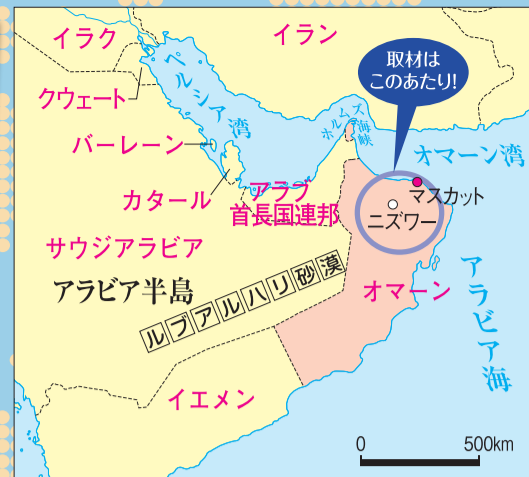 イラク
イラン
取材は
このあたり!
クウェート
ペルシア湾
ホルムズ
海峡
バーレーン
オマーン湾
カタール
アラブ
首長国連邦
マスカット
ニズワー
サウジアラビア
アラビア半島
ルブアルハリ砂漠
オマーン
アラビア海
イエメン
0
500km